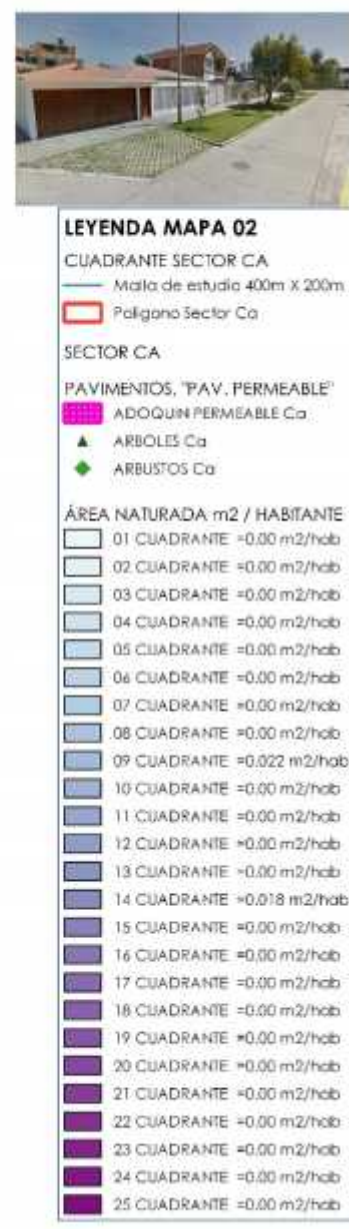 LEYENDA MAPA 02
CUADRANTE SECTOR CA
Malla de estudio 400m X 200m
Poligono Sector Ca
SECTOR CA
PAVIMENTOS, "PAV. PERMEABLE"
ADOQUIN PERMEABLE Ca
ARBOLES Ca
ARBUSTOS Ca
ÁREA NATURADA m2 / HABITANTE
01 CUADRANTE =0.00 m2/hab
02 CUADRANTE =0.00 m2/hab
03 CUADRANTE =0.00 m2/hab
04 CUADRANTE =0.00 m2/hab
05 CUADRANTE =0.00 m2/hab
06 CUADRANTE =0.00 m2/hab
07 CUADRANTE =0.00 m2/hab
08 CUADRANTE =0.00 m2/hab
09 CUADRANTE =0.022 m2/hab
10 CUADRANTE =0.00 m2/hab
11 CUADRANTE =0.00 m2/hab
12 CUADRANTE =0.00 m2/hab
13 CUADRANTE =0.00 m2/hab
14 CUADRANTE =0.018 m2/hab
15 CUADRANTE =0.00 m2/hab
16 CUADRANTE =0.00 m2/hab
17 CUADRANTE =0.00 m2/hab
18 CUADRANTE =0.00 m2/hab
19 CUADRANTE =0.00 m2/hab
20 CUADRANTE =0.00 m2/hab
21 CUADRANTE =0.00 m2/hab
22 CUADRANTE =0.00 m2/hab
23 CUADRANTE =0.00 m2/hab
24 CUADRANTE =0.00 m2/hab
25 CUADRANTE =0.00 m2/hab